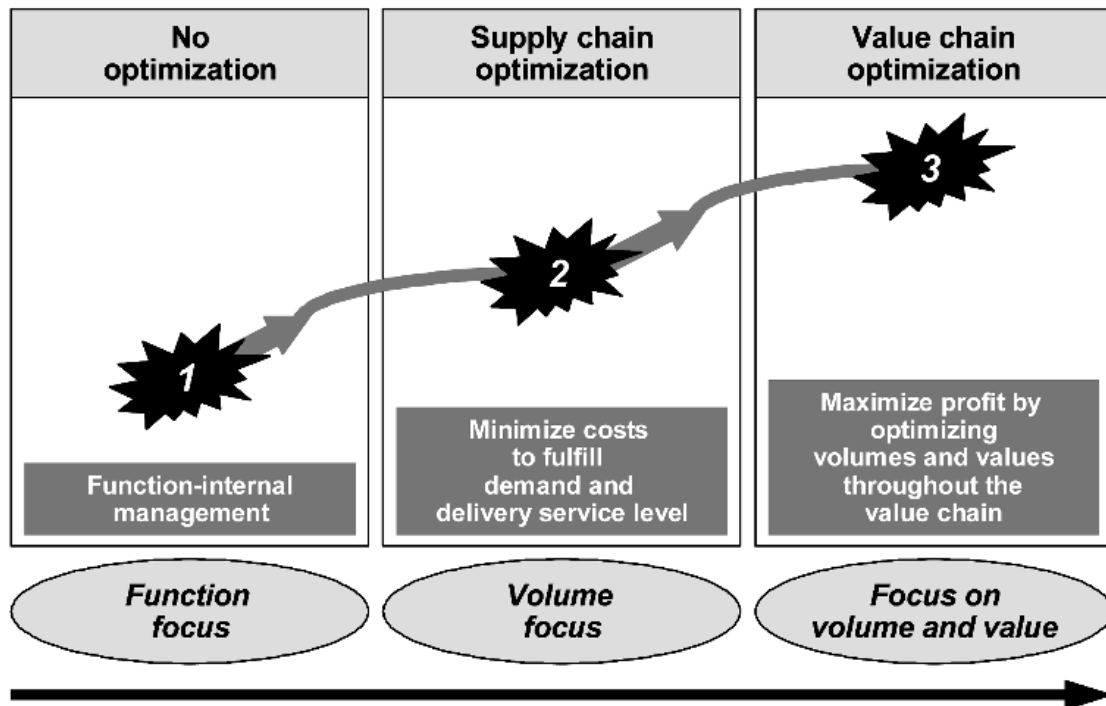 No
optimization
Supply chain
optimization
Value chain
optimization
1
2
3
Function-internal
management
Minimize costs
to fulfill
demand and
delivery service level
Maximize profit by
optimizing
volumes and values
throughout the
value chain
Function
focus
Volume
focus
Focus on
volume and value